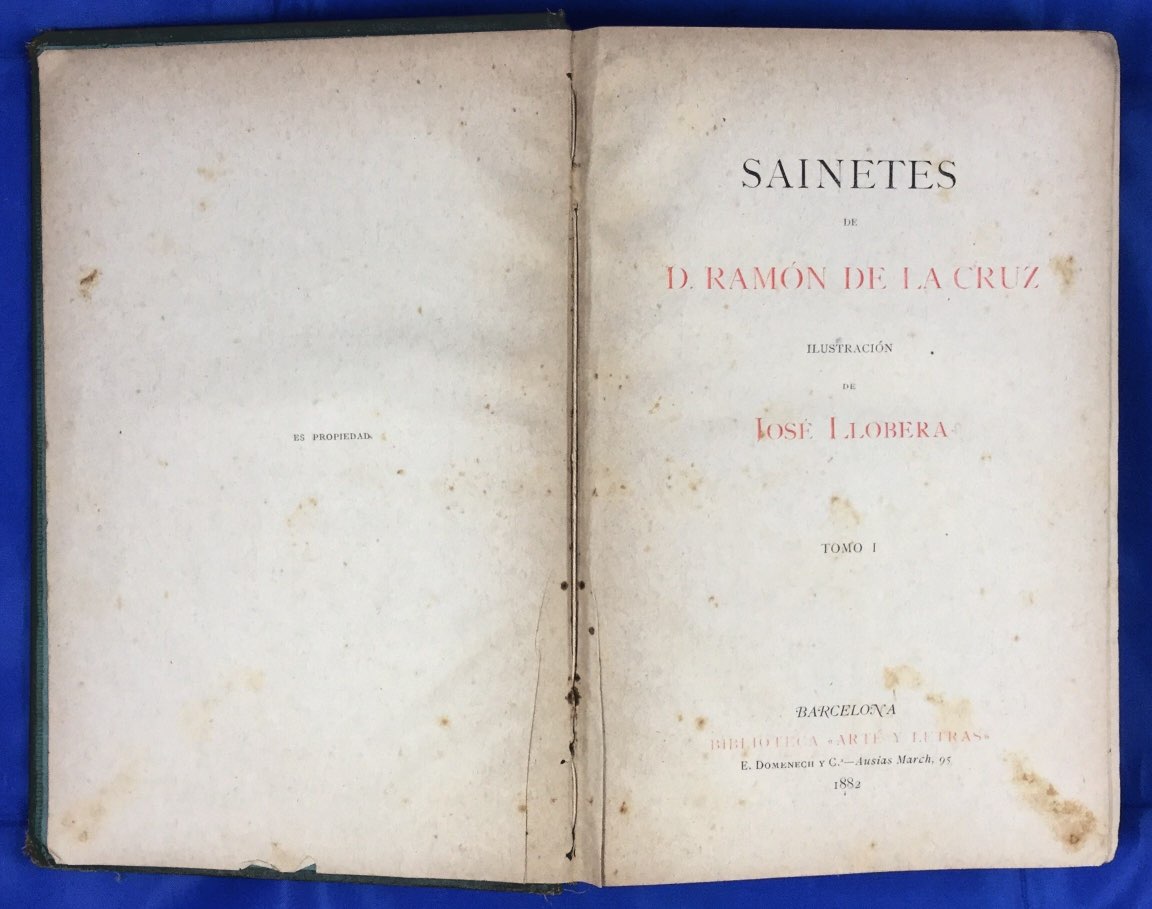 ES PROPIEDAD.
SAINETES
DE
D. RAMÓN DE LA CRUZ
ILUSTRACIÓN
DE
JOSÉ LLOBERA
TOMO I
BARCELONA
BIBLIOTECA «ARTE Y LETRAS»
E. DOMENECH Y C.ª—Ausias March, 95
1882